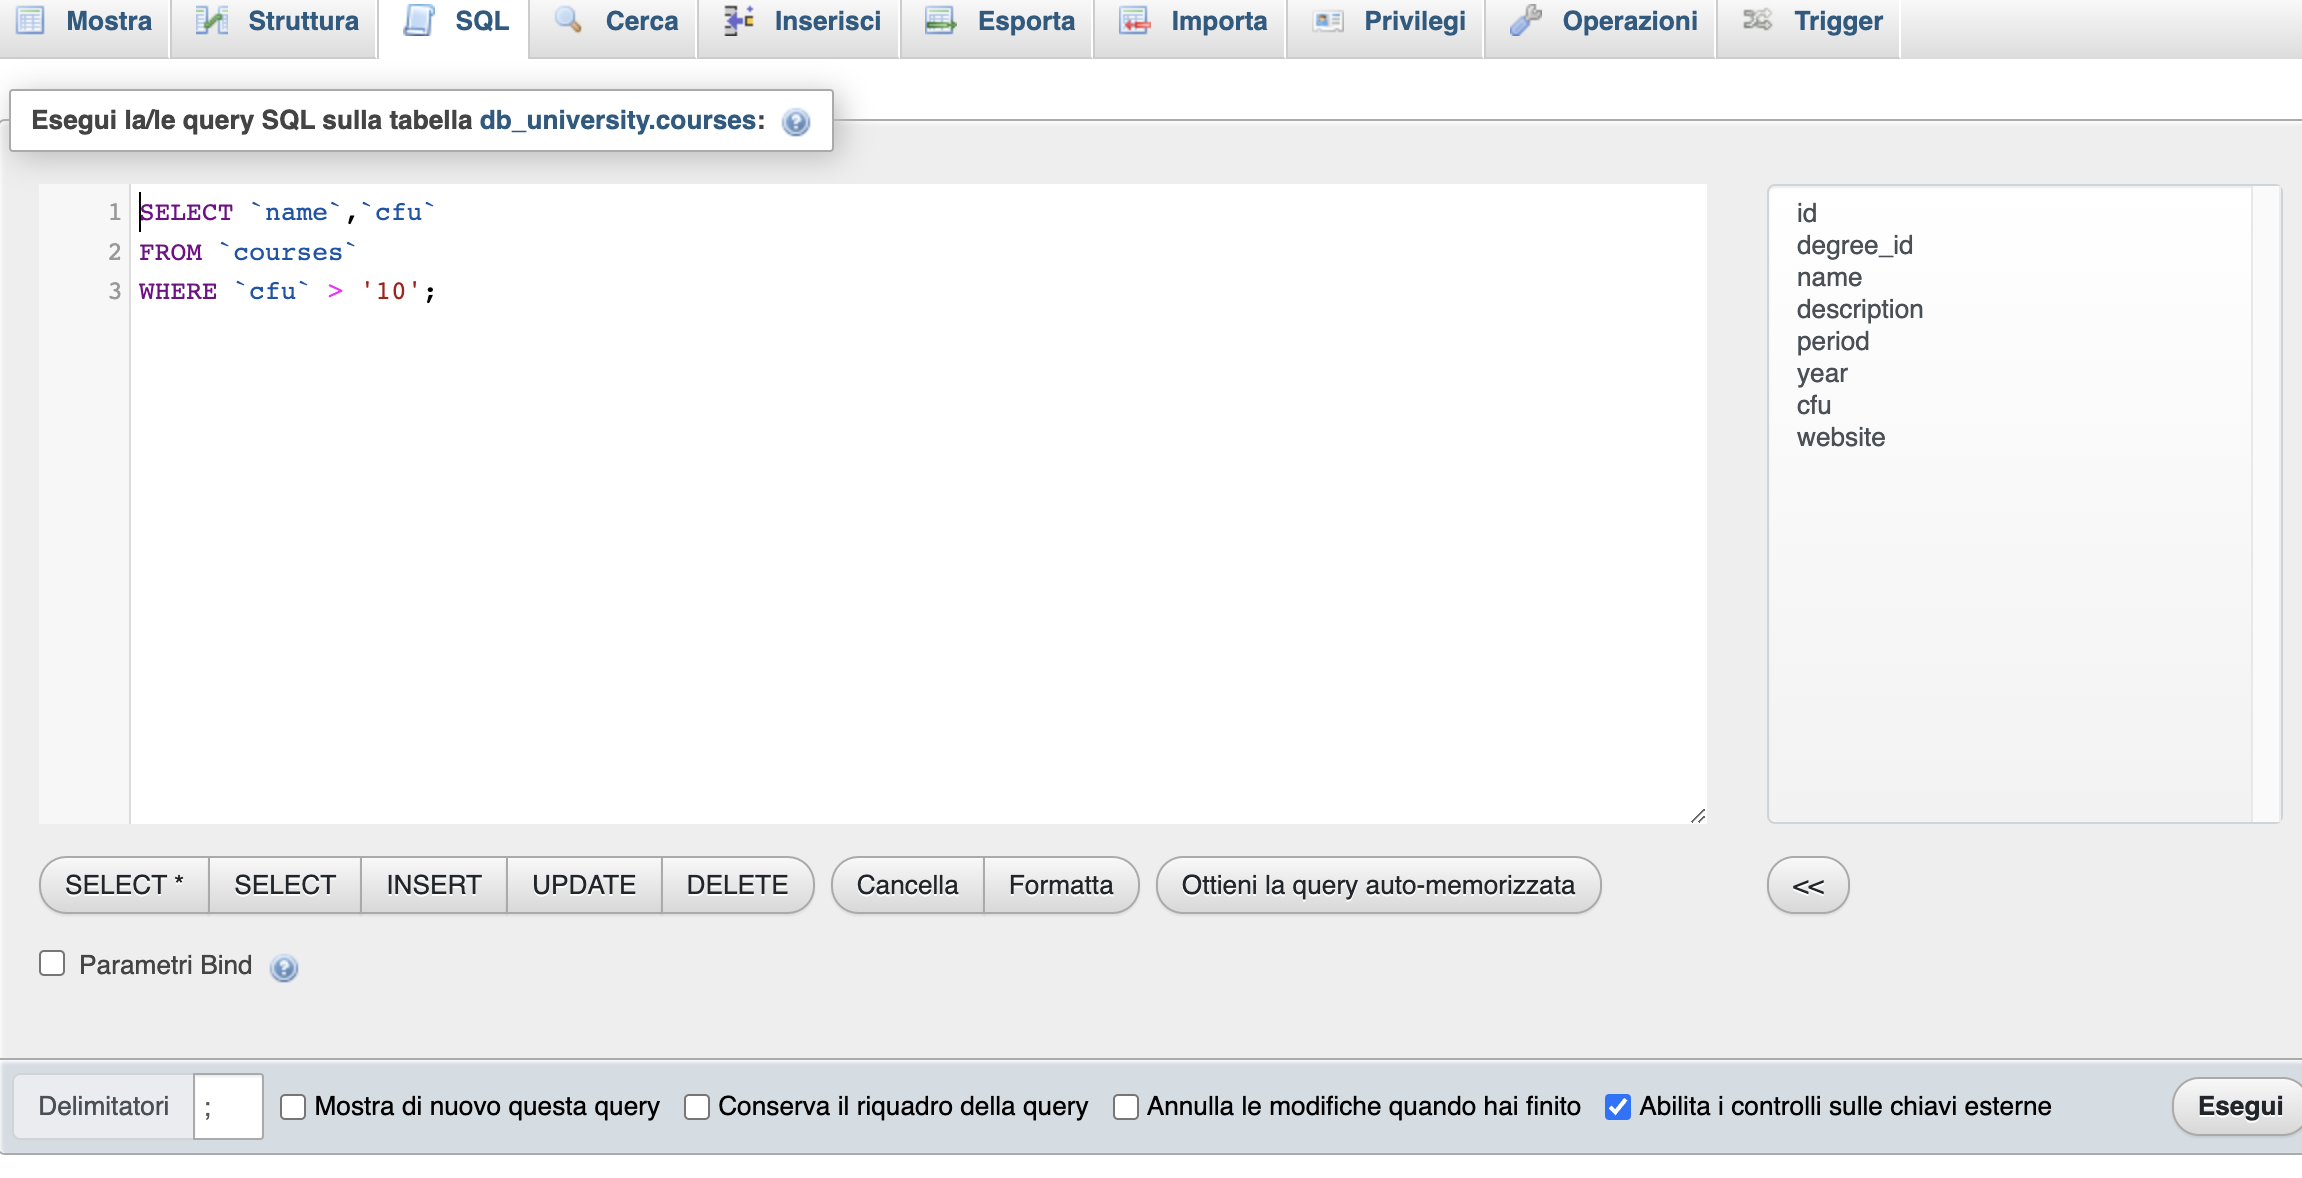 Mostra Struttura SQL Cerca Inserisci Esporta Importa Privilegi Operazioni Trigger
Esegui la/le query SQL sulla tabella db_university.courses:
1 SELECT `name`,`cfu`
2 FROM `courses`
3 WHERE `cfu` > '10';
id
degree_id
name
description
period
year
cfu
website
SELECT * SELECT INSERT UPDATE DELETE Cancella Formatta Ottieni la query auto-memorizzata <<
Parametri Bind
Delimitatori ; Mostra di nuovo questa query Conserva il riquadro della query Annulla le modifiche quando hai finito Abilita i controlli sulle chiavi esterne Esegui